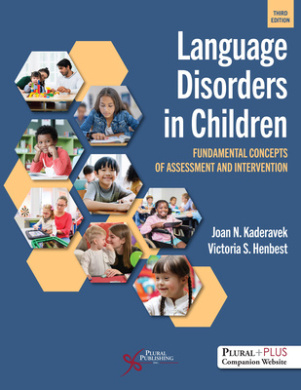 THIRD
EDITION
Language
Disorders
in Children
FUNDAMENTAL CONCEPTS
OF ASSESSMENT AND INTERVENTION
Joan N. Kaderavek
Victoria S. Henbest
PLURAL
PUBLISHING
INC.
PLURAL+PLUS
Companion Website